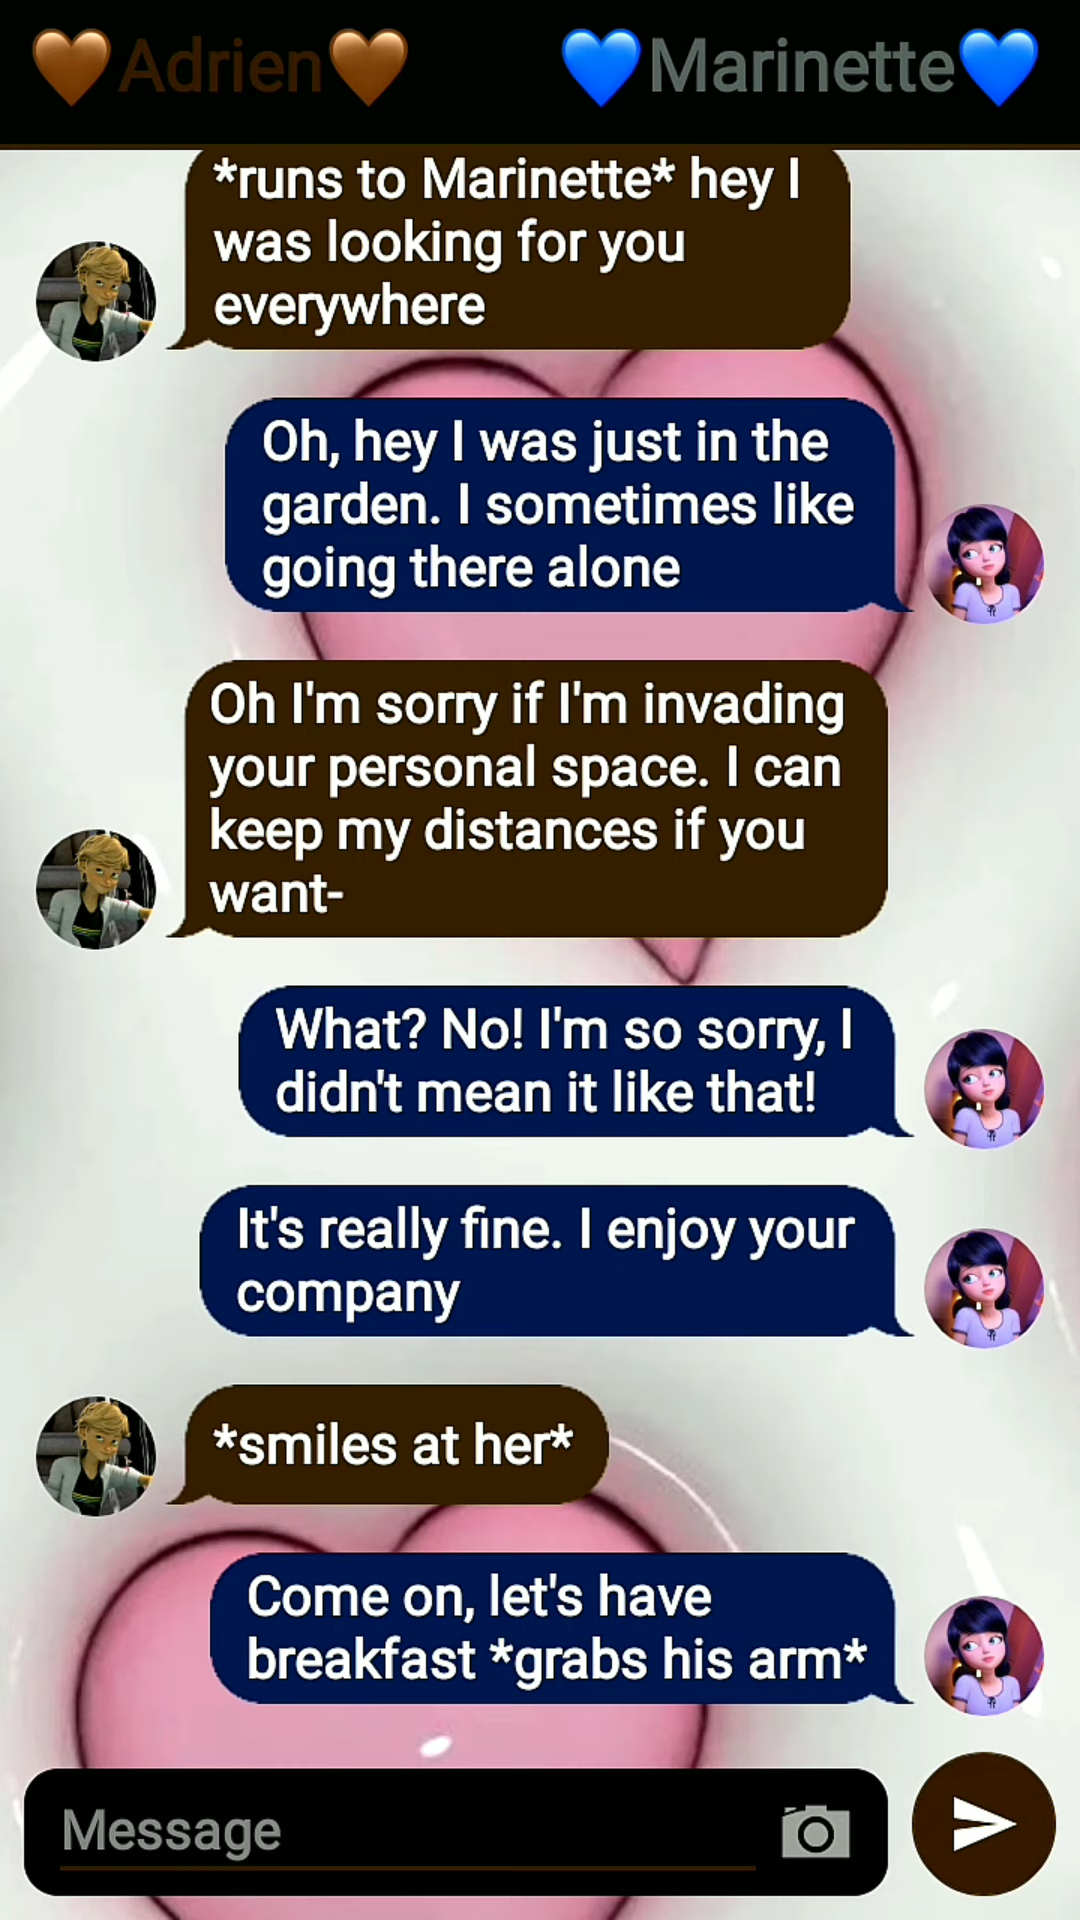 🧡Adrien🧡 💙Marinette💙
*runs to Marinette* hey I
was looking for you
everywhere
Oh, hey I was just in the
garden. I sometimes like
going there alone
Oh I'm sorry if I'm invading
your personal space. I can
keep my distances if you
want-
What? No! I'm so sorry, I
didn't mean it like that!
It's really fine. I enjoy your
company
*smiles at her*
Come on, let's have
breakfast *grabs his arm*
Message